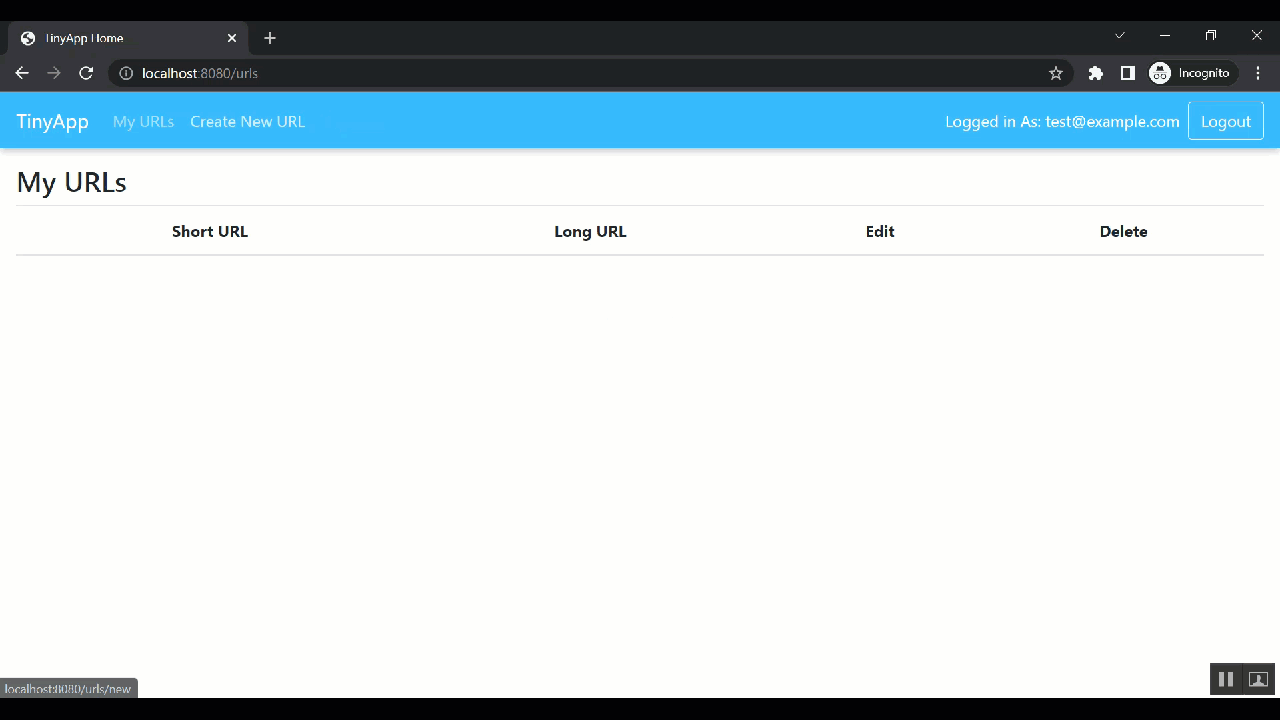 TinyApp Home
localhost:8080/urls
Incognito
TinyApp My URLs Create New URL Logged in As: test@example.com Logout
My URLs
Short URL Long URL Edit Delete
localhost:8080/urls/new